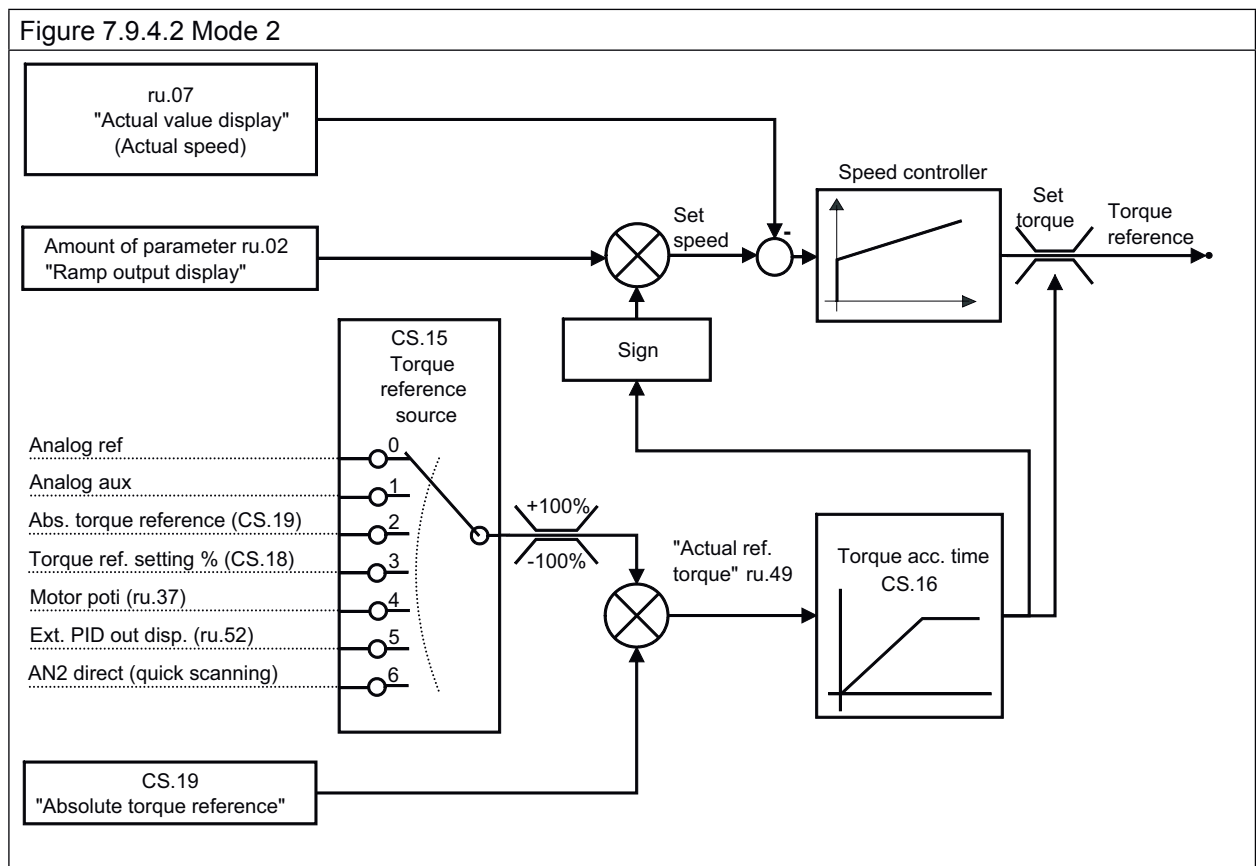 Figure 7.9.4.2 Mode 2
ru.07
"Actual value display"
(Actual speed)
Speed controller
Set
torque
Torque
reference
Set
speed
-
Amount of parameter ru.02
"Ramp output display"
Sign
CS.15
Torque
reference
source
Analog ref
0
Analog aux
1
Abs. torque reference (CS.19)
2
Torque ref. setting % (CS.18)
3
Motor poti (ru.37)
4
Ext. PID out disp. (ru.52)
5
AN2 direct (quick scanning)
6
+100%
-100%
"Actual ref.
torque" ru.49
Torque acc. time
CS.16
CS.19
"Absolute torque reference"